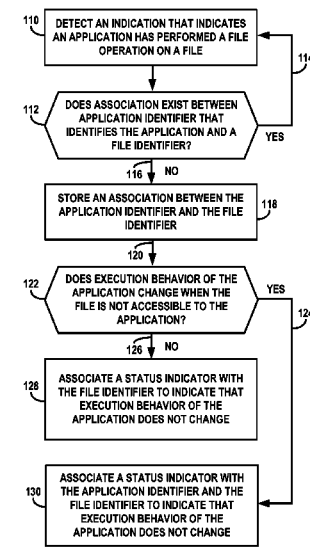 110
DETECT AN INDICATION THAT INDICATES
AN APPLICATION HAS PERFORMED A FILE
OPERATION ON A FILE
114
112
DOES ASSOCIATION EXIST BETWEEN
APPLICATION IDENTIFIER THAT
IDENTIFIES THE APPLICATION AND A
FILE IDENTIFIER?
YES
116
NO
STORE AN ASSOCIATION BETWEEN THE
APPLICATION IDENTIFIER AND THE FILE
IDENTIFIER
118
120
122
DOES EXECUTION BEHAVIOR OF THE
APPLICATION CHANGE WHEN THE
FILE IS NOT ACCESSIBLE TO THE
APPLICATION?
YES
124
126
NO
128
ASSOCIATE A STATUS INDICATOR WITH
THE FILE IDENTIFIER TO INDICATE THAT
EXECUTION BEHAVIOR OF THE
APPLICATION DOES NOT CHANGE
130
ASSOCIATE A STATUS INDICATOR WITH
THE APPLICATION IDENTIFIER AND THE
FILE IDENTIFIER TO INDICATE THAT
EXECUTION BEHAVIOR OF THE
APPLICATION DOES NOT CHANGE